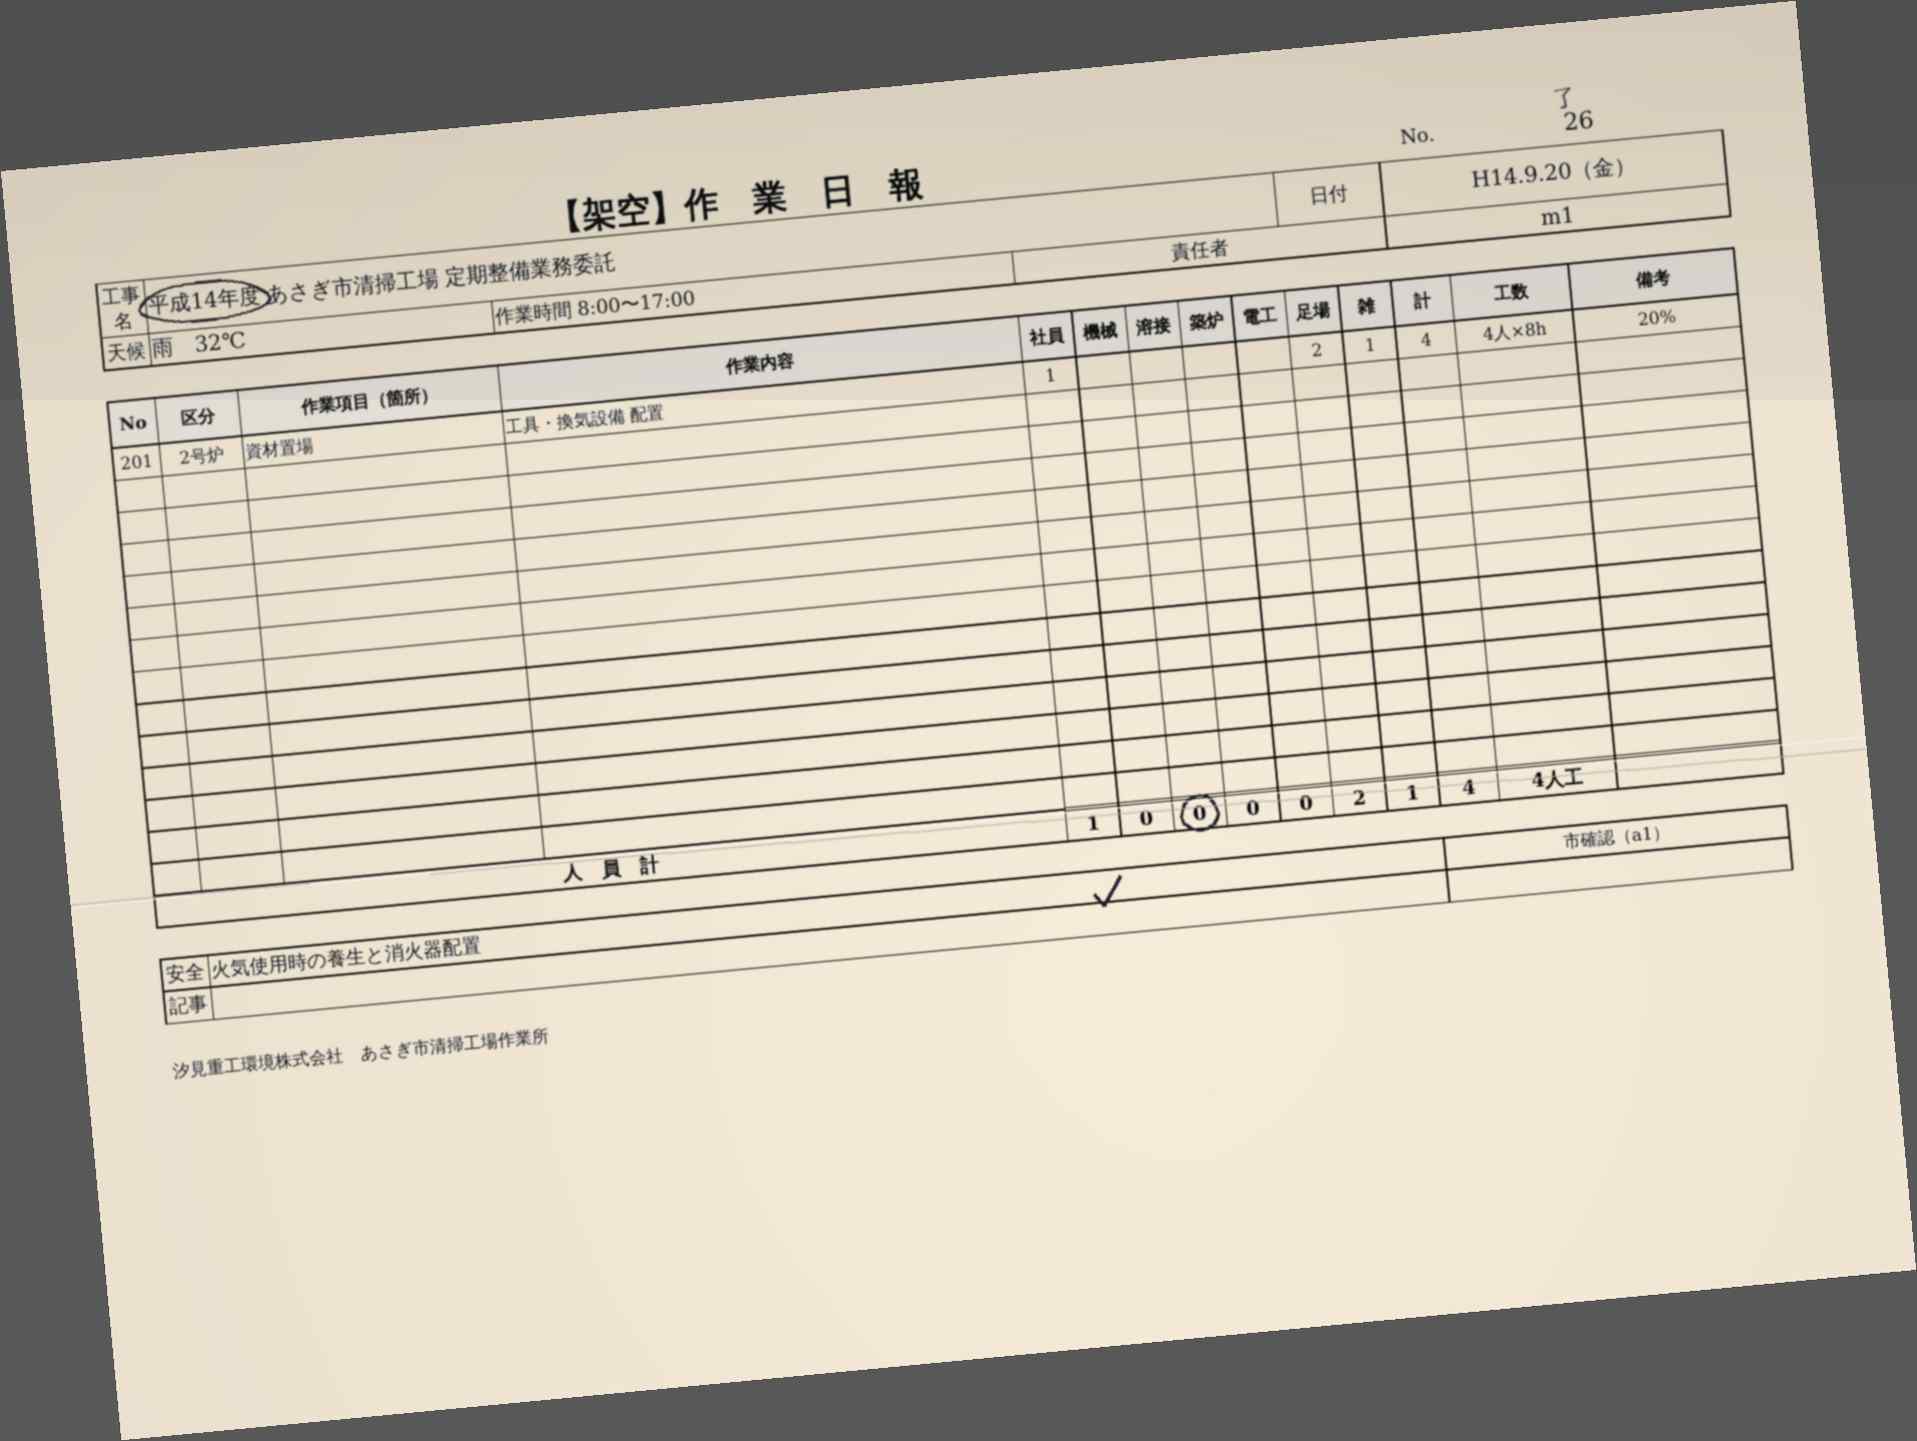 了
No. 26
【架空】作 業 日 報
工事名 平成14年度 あさぎ市清掃工場 定期整備業務委託 日付 H14.9.20（金）
天候 雨 32℃ 作業時間 8:00〜17:00 責任者 m1
No 区分 作業項目（箇所） 作業内容 社員 機械 溶接 築炉 電工 足場 雑 計 工数 備考
201 2号炉 資材置場 工具・換気設備 配置 1 2 1 4 4人×8h 20%
人 員 計 1 0 0 0 0 2 1 4 4人工
安全 火気使用時の養生と消火器配置 市確認（a1）
記事
汐見重工環境株式会社 あさぎ市清掃工場作業所